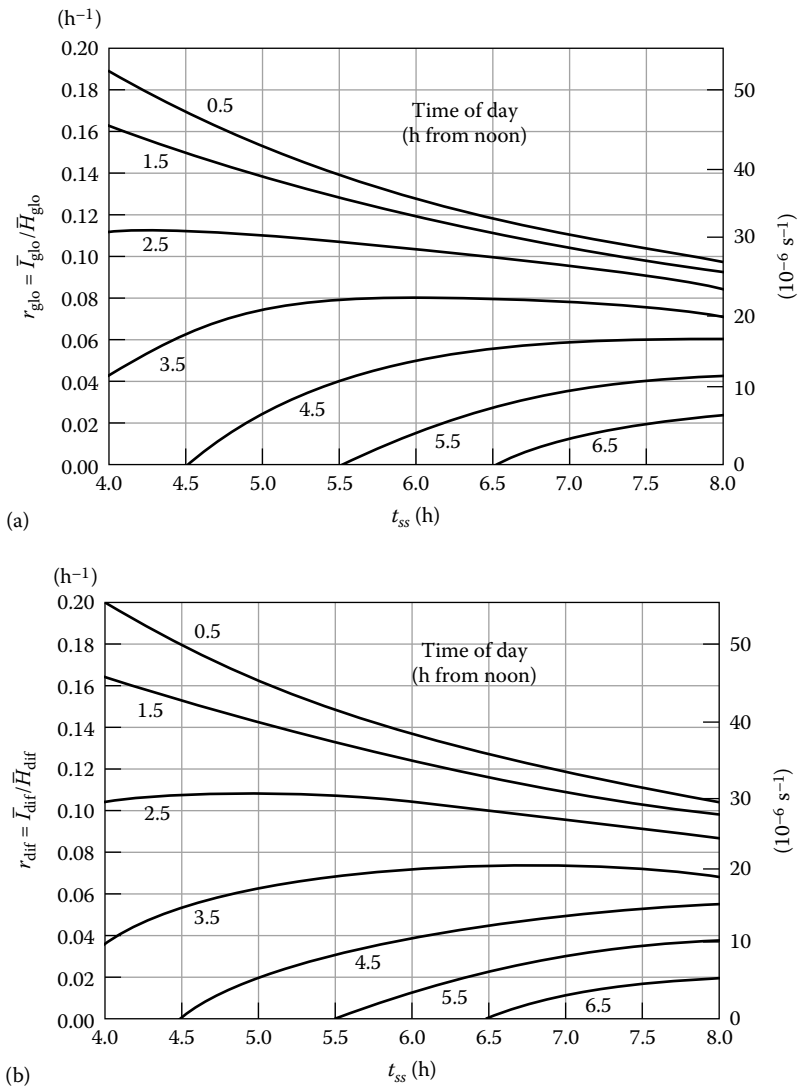 (a)
(h⁻¹)
0.20
0.18
0.16
0.14
0.12
0.10
0.08
0.06
0.04
0.02
0.00
r_glo = I̅_glo/H̅_glo
0.5
1.5
2.5
3.5
4.5
5.5
6.5
Time of day
(h from noon)
50
40
30
20
10
0
(10⁻⁶ s⁻¹)
4.0 4.5 5.0 5.5 6.0 6.5 7.0 7.5 8.0
t_ss (h)
(a)
(h⁻¹)
0.20
0.18
0.16
0.14
0.12
0.10
0.08
0.06
0.04
0.02
0.00
r_dif = I̅_dif/H̅_dif
0.5
1.5
2.5
3.5
4.5
5.5
6.5
Time of day
(h from noon)
50
40
30
20
10
0
(10⁻⁶ s⁻¹)
4.0 4.5 5.0 5.5 6.0 6.5 7.0 7.5 8.0
t_ss (h)
(b)